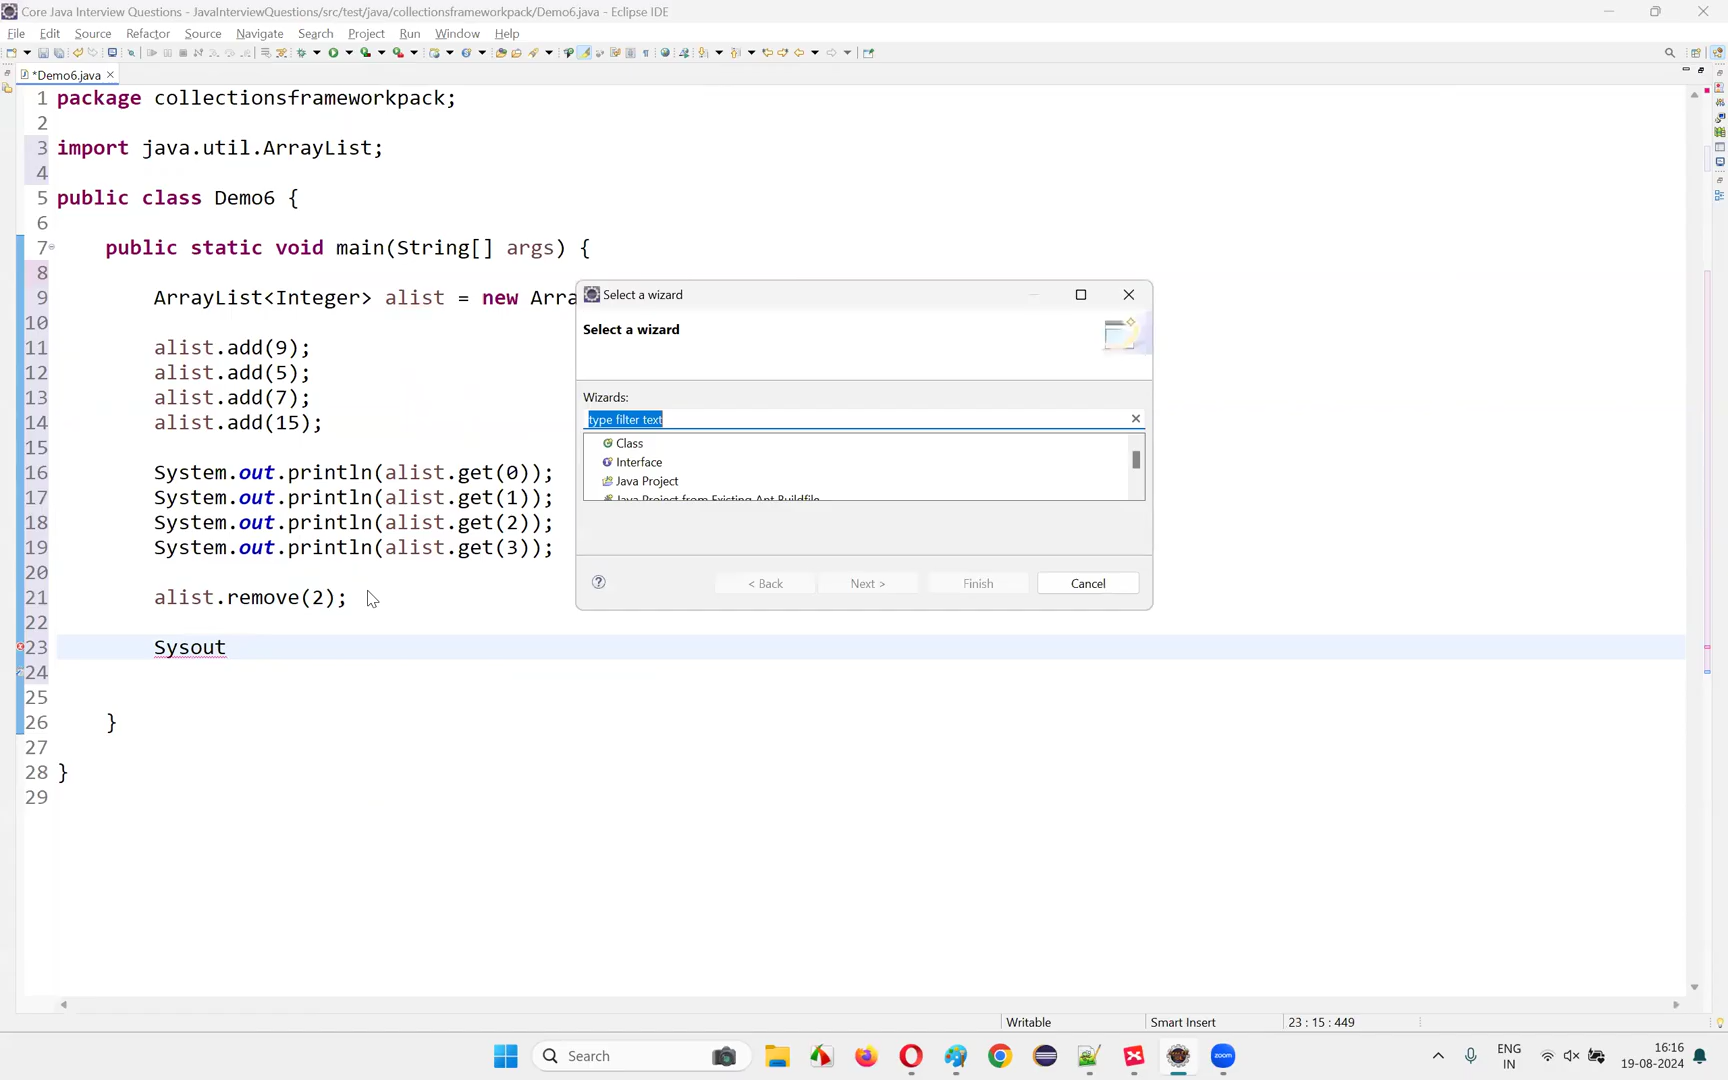 Core Java Interview Questions - JavaInterviewQuestions/src/test/java/collectionsframeworkpack/Demo6.java - Eclipse IDE
File Edit Source Refactor Source Navigate Search Project Run Window Help
*Demo6.java
1 package collectionsframeworkpack;
2
3 import java.util.ArrayList;
4
5 public class Demo6 {
6
7 public static void main(String[] args) {
8
9 ArrayList<Integer> alist = new Arra
10
11 alist.add(9);
12 alist.add(5);
13 alist.add(7);
14 alist.add(15);
15
16 System.out.println(alist.get(0));
17 System.out.println(alist.get(1));
18 System.out.println(alist.get(2));
19 System.out.println(alist.get(3));
20
21 alist.remove(2);
22
23 Sysout
24
25
26 }
27
28 }
29
Select a wizard
Select a wizard
Wizards:
type filter text
Class
Interface
Java Project
Java Project from Existing Ant Buildfile
< Back Next > Finish Cancel
Writable Smart Insert 23 : 15 : 449
Search
zoom
ENG
IN
16:16
19-08-2024